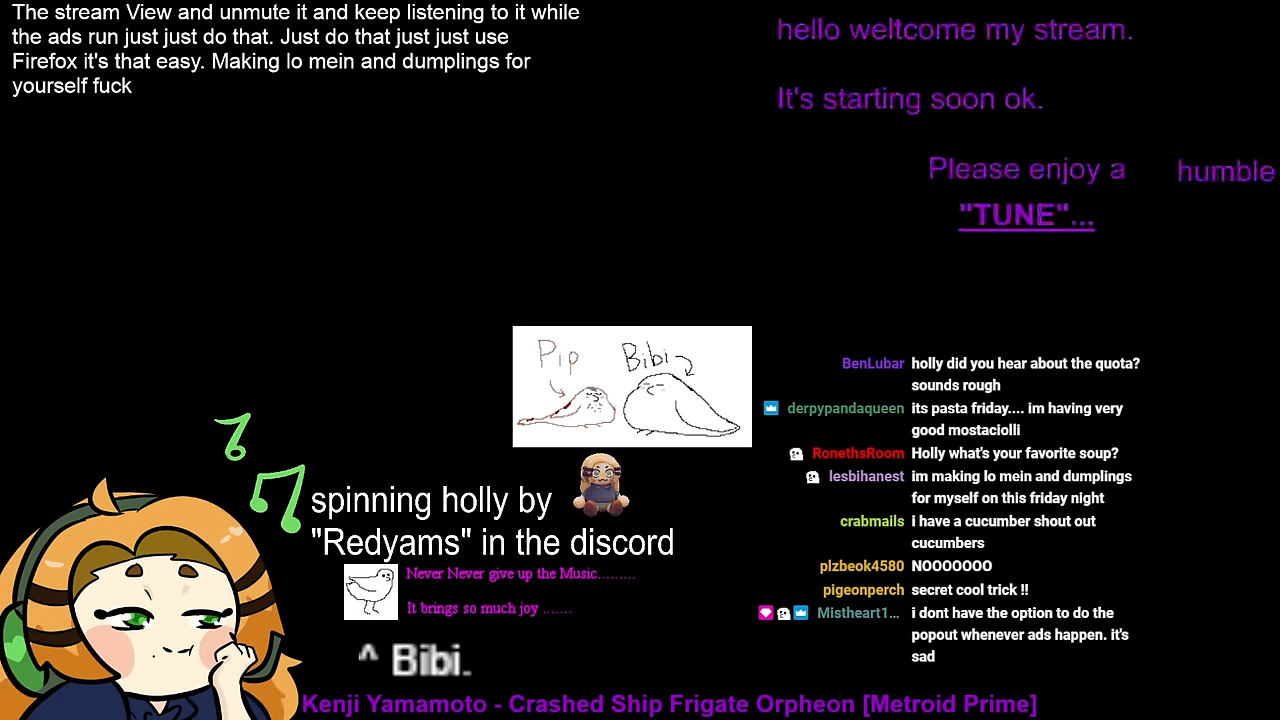 The stream View and unmute it and keep listening to it while
the ads run just just do that. Just do that just just use
Firefox it's that easy. Making lo mein and dumplings for
yourself fuck
hello weltcome my stream.
It's starting soon ok.
Please enjoy a humble
"TUNE"...
Pip
Bibi
spinning holly by
"Redyams" in the discord
Never Never give up the Music.........
It brings so much joy .......
^ Bibi.
BenLubar holly did you hear about the quota?
sounds rough
derpypandaqueen its pasta friday.... im having very
good mostaciolli
RonethsRoom Holly what's your favorite soup?
lesbihanest im making lo mein and dumplings
for myself on this friday night
crabmails i have a cucumber shout out
cucumbers
plzbeok4580 NOOOOOOO
pigeonperch secret cool trick !!
Mistheart1... i dont have the option to do the
popout whenever ads happen. it's
sad
Kenji Yamamoto - Crashed Ship Frigate Orpheon [Metroid Prime]